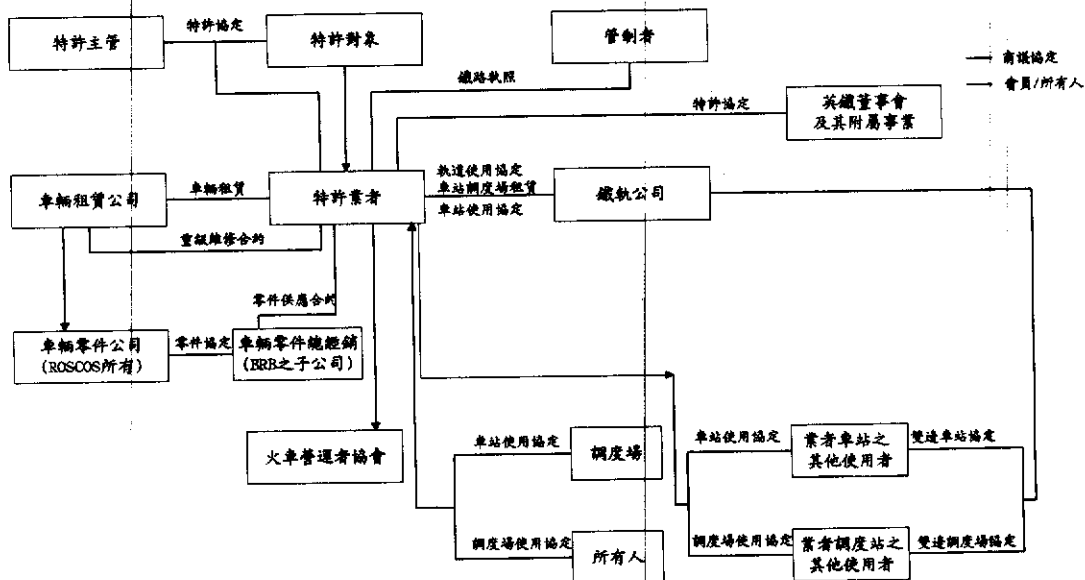 特許協定
特許主管
特許對象
管制者
商議協定
會員/所有人
鐵路執照
特許協定
英鐵董事會
及其附屬事業
車輛租賃公司
車輛租賃
特許業者
軌道使用協定
車站調度場租賃
車站使用協定
鐵軌公司
重級維修合約
零件供應合約
車輛零件公司
(ROSCOS所有)
零件協定
車輛零件總經銷
(BRB之子公司)
火車營運者協會
車站使用協定
調度場
車站使用協定
業者車站之
其他使用者
雙邊車站協定
調度場使用協定
所有人
調度場使用協定
業者調度站之
其他使用者
雙邊調度場協定